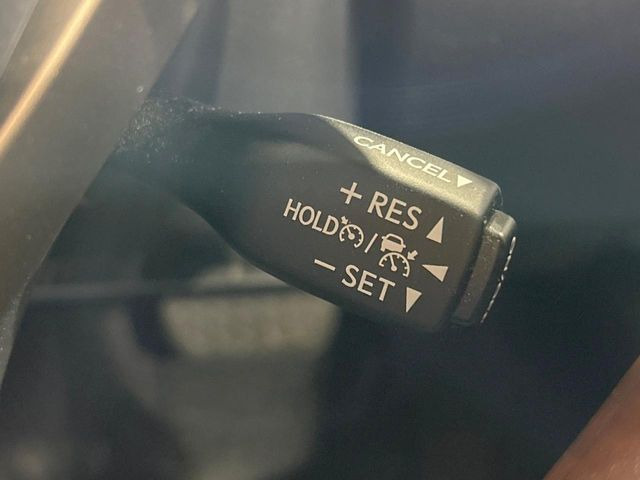 CANCEL▼
+ RES ▲
HOLD /
− SET ▼